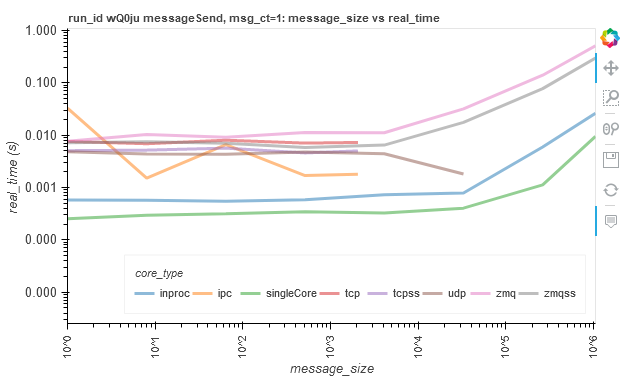 run_id wQ0ju messageSend, msg_ct=1: message_size vs real_time
1.000
0.100
0.010
0.001
0.000
0.000
real_time (s)
core_type
inproc ipc singleCore tcp tcpss udp zmq zmqss
10^0 10^1 10^2 10^3 10^4 10^5 10^6
message_size